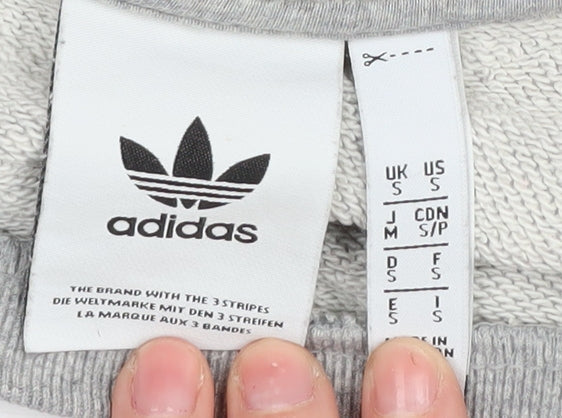 adidas
THE BRAND WITH THE 3 STRIPES
DIE WELTMARKE MIT DEN 3 STREIFEN
LA MARQUE AUX 3 BANDES
UK US
S S
J CDN
M S/P
D F
S S
E I
S S
IN